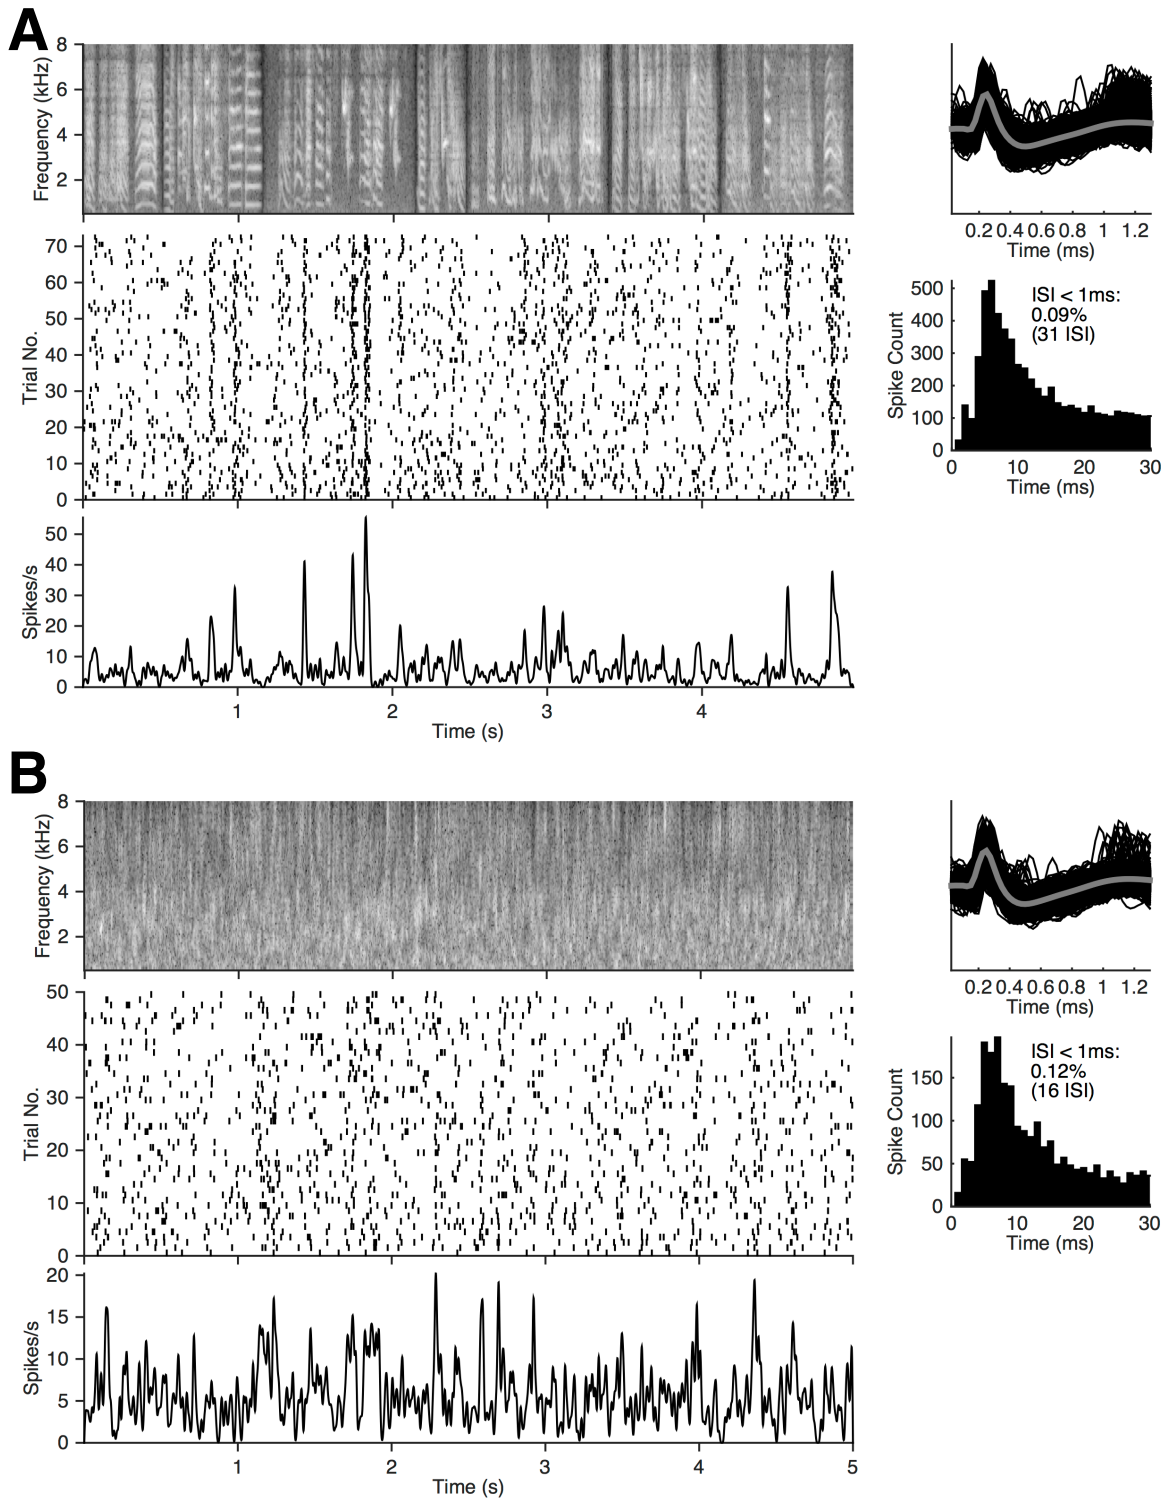 A
8
6
4
2
Frequency (kHz)
70
60
50
40
30
20
10
0
Trial No.
50
40
30
20
10
0
Spikes/s
1 2 3 4
Time (s)
0.2 0.4 0.6 0.8 1 1.2
Time (ms)
500
400
300
200
100
0
Spike Count
ISI < 1ms:
0.09%
(31 ISI)
0 10 20 30
Time (ms)
B
8
6
4
2
Frequency (kHz)
50
40
30
20
10
0
Trial No.
20
15
10
5
0
Spikes/s
1 2 3 4 5
Time (s)
0.2 0.4 0.6 0.8 1 1.2
Time (ms)
150
100
50
0
Spike Count
ISI < 1ms:
0.12%
(16 ISI)
0 10 20 30
Time (ms)